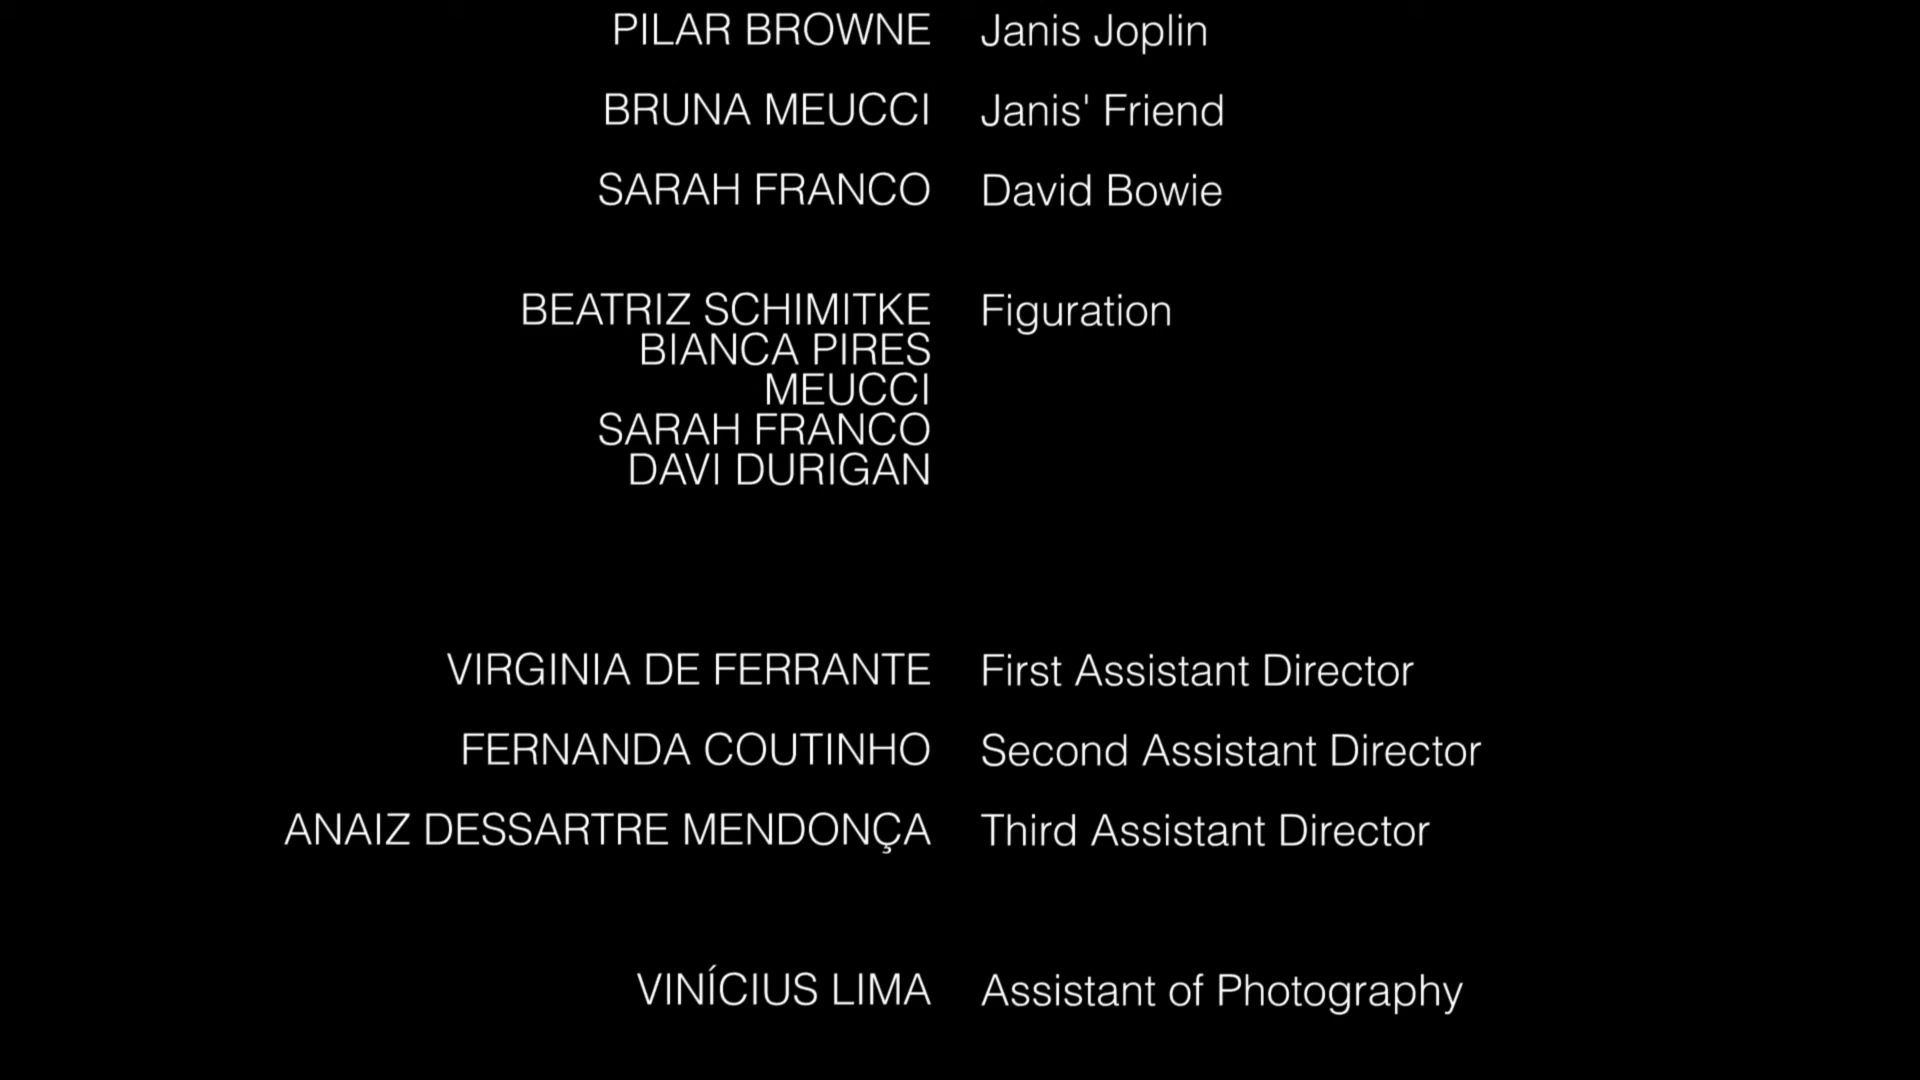 PILAR BROWNE Janis Joplin
BRUNA MEUCCI Janis' Friend
SARAH FRANCO David Bowie
BEATRIZ SCHIMITKE Figuration
BIANCA PIRES
MEUCCI
SARAH FRANCO
DAVI DURIGAN
VIRGINIA DE FERRANTE First Assistant Director
FERNANDA COUTINHO Second Assistant Director
ANAIZ DESSARTRE MENDONÇA Third Assistant Director
VINÍCIUS LIMA Assistant of Photography